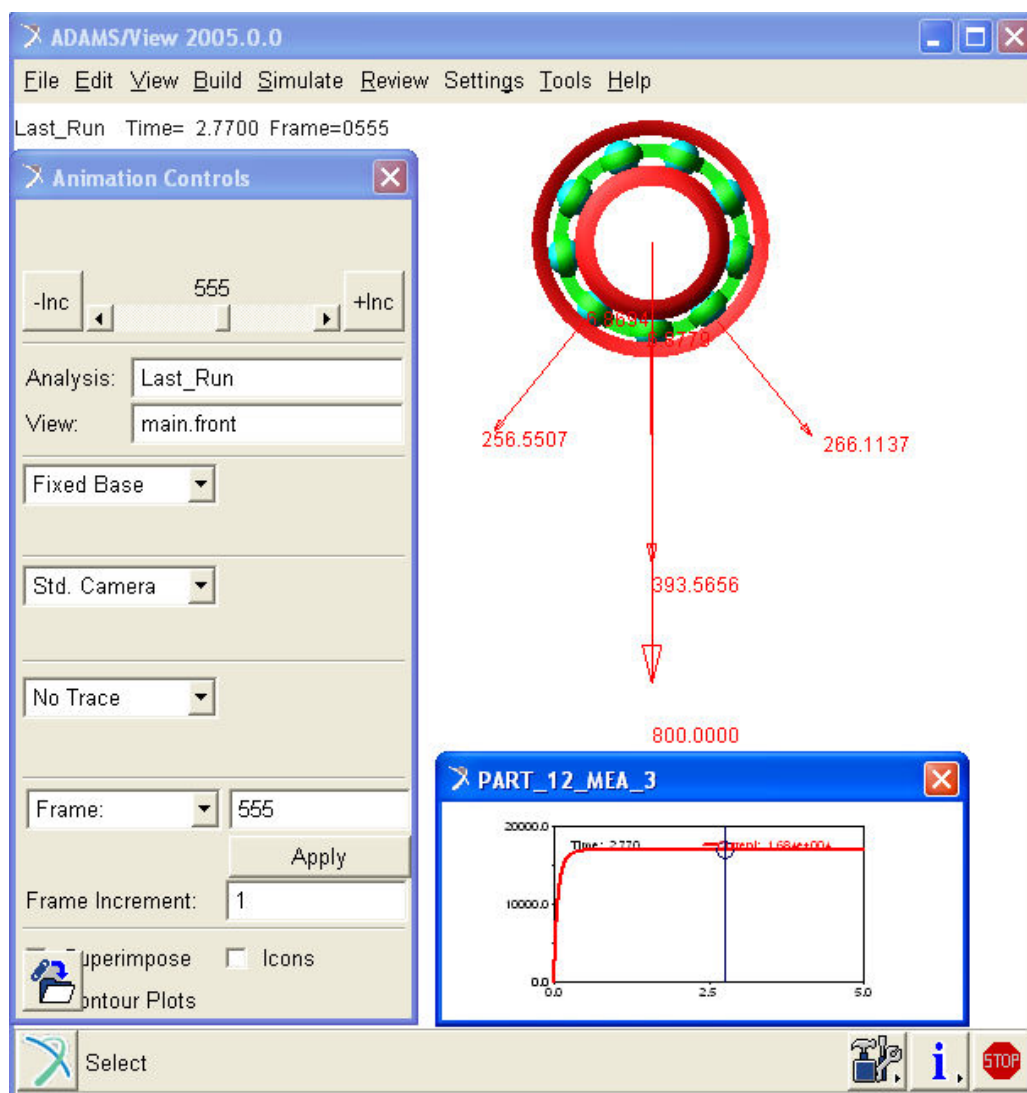 ADAMS/View 2005.0.0
File Edit View Build Simulate Review Settings Tools Help
Last_Run Time= 2.7700 Frame=0555
Animation Controls
-Inc 555 +Inc
Analysis: Last_Run
View: main.front
Fixed Base
Std. Camera
No Trace
Frame: 555
Apply
Frame Increment: 1
Icons
256.5507
266.1137
393.5656
800.0000
PART_12_MEA_3
20000.0
Time: 2.770
10000.0
0.0
0.0 2.5 5.0
Select
STOP